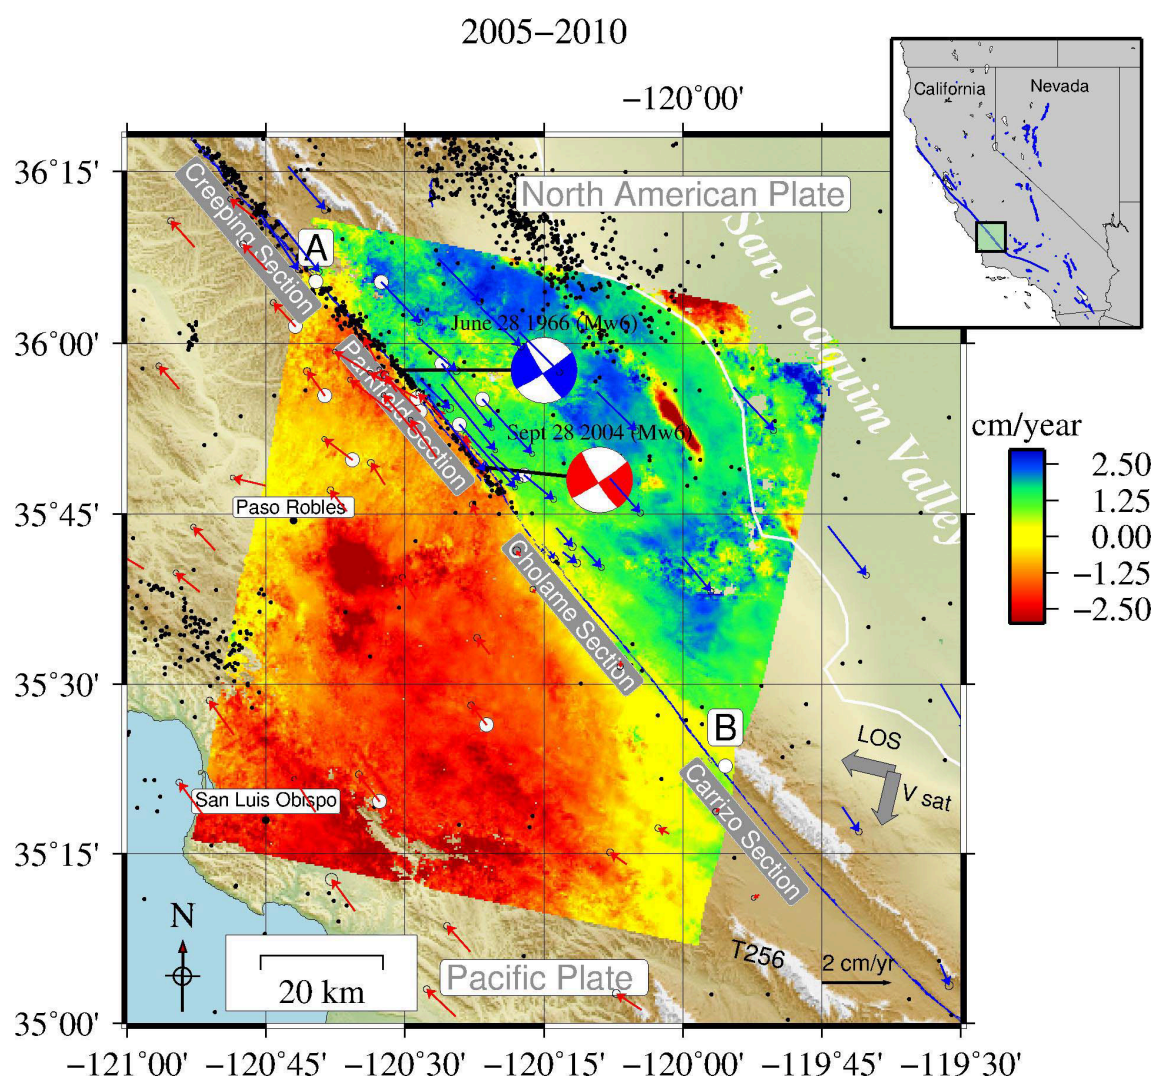 2005–2010
−120°00'
California
Nevada
36°15'
36°00'
35°45'
35°30'
35°15'
35°00'
Creeping Section
A
North American Plate
San Joaquim Valley
June 28 1966 (Mw6)
Parkfield Section
Sept 28 2004 (Mw6)
cm/year
2.50
1.25
0.00
−1.25
−2.50
Paso Robles
Cholame Section
B
LOS
V sat
Carrizo Section
San Luis Obispo
N
20 km
Pacific Plate
T256
2 cm/yr
−121°00'
−120°45'
−120°30'
−120°15'
−120°00'
−119°45'
−119°30'